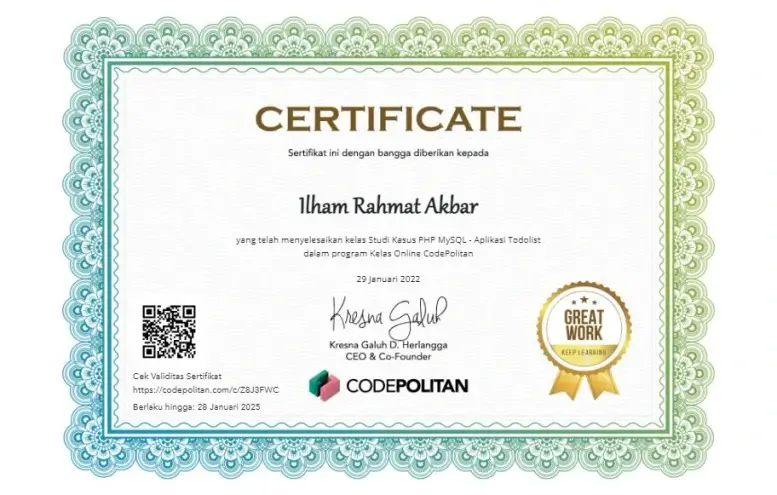 CERTIFICATE
Sertifikat ini dengan bangga diberikan kepada
Ilham Rahmat Akbar
yang telah menyelesaikan kelas Studi Kasus PHP MySQL - Aplikasi Todolist
dalam program Kelas Online CodePolitan
29 Januari 2022
Kresna Galuh
Kresna Galuh D. Herlangga
CEO & Co-Founder
CODEPOLITAN
GREAT
WORK
KEEP LEARNING
Cek Validitas Sertifikat
https://codepolitan.com/c/Z8J3FWC
Berlaku hingga: 28 Januari 2025